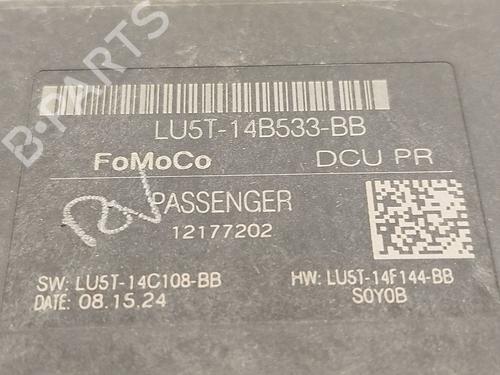 B-PARTS
LU5T-14B533-BB
FoMoCo DCU PR
PASSENGER
12177202
SW: LU5T-14C108-BB HW: LU5T-14F144-BB
DATE: 08.15.24 S0Y0B